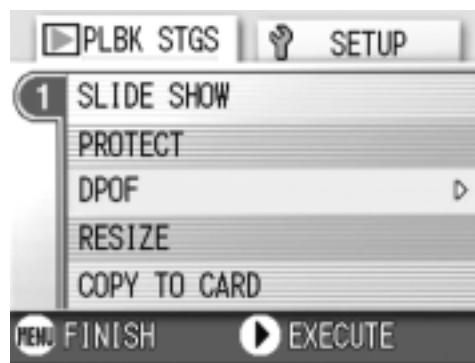 PLBK STGS SETUP
1 SLIDE SHOW
PROTECT
DPOF
RESIZE
COPY TO CARD
MENU FINISH EXECUTE